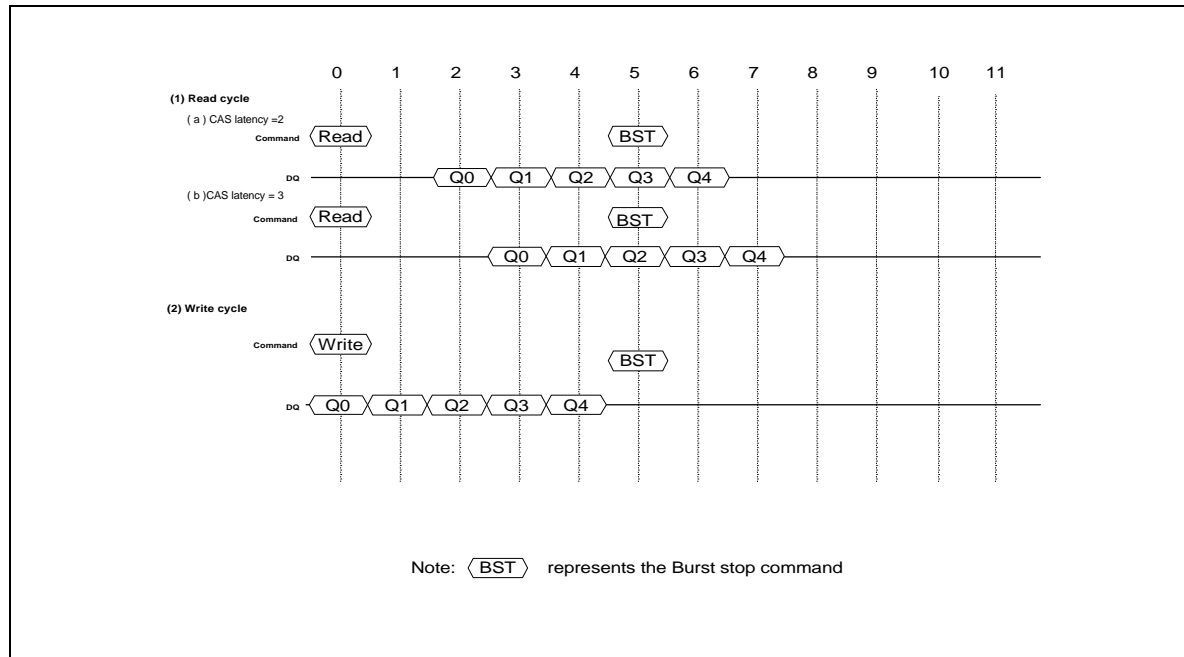 0 1 2 3 4 5 6 7 8 9 10 11
(1) Read cycle
( a ) CAS latency =2
Command Read BST
DQ Q0 Q1 Q2 Q3 Q4
( b )CAS latency = 3
Command Read BST
DQ Q0 Q1 Q2 Q3 Q4
(2) Write cycle
Command Write BST
DQ Q0 Q1 Q2 Q3 Q4
Note: BST represents the Burst stop command